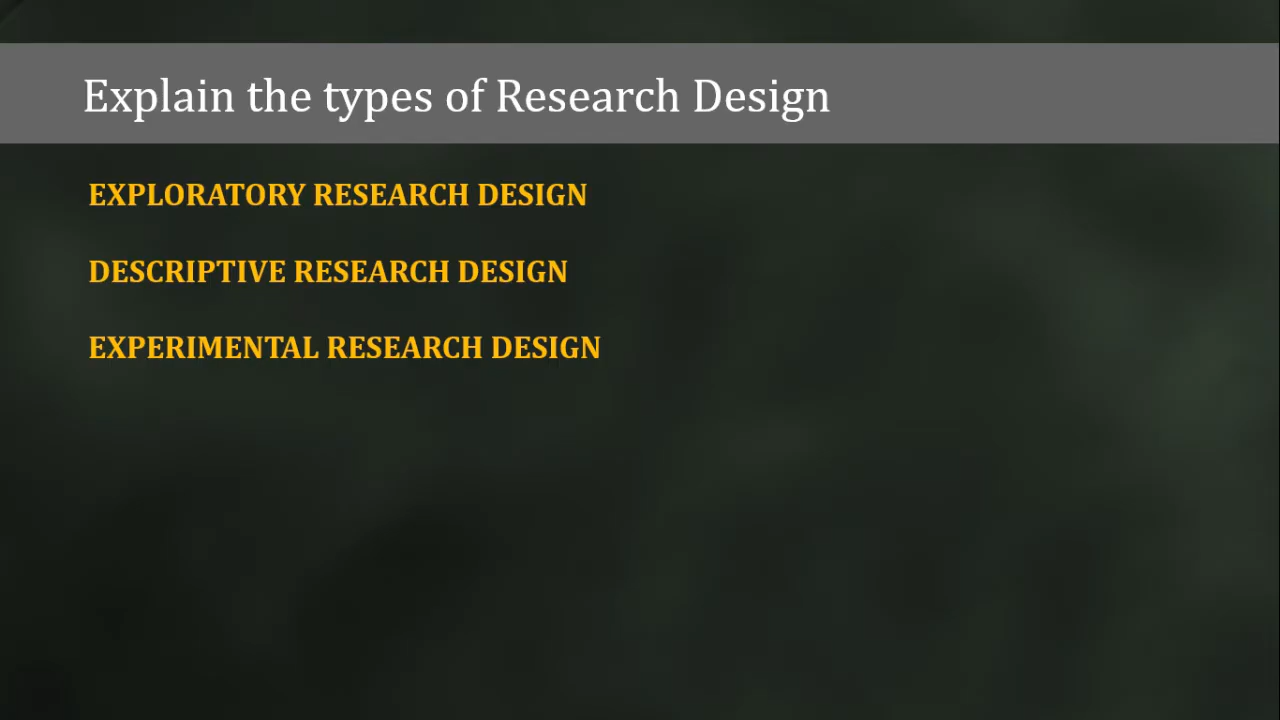 Explain the types of Research Design
EXPLORATORY RESEARCH DESIGN
DESCRIPTIVE RESEARCH DESIGN
EXPERIMENTAL RESEARCH DESIGN